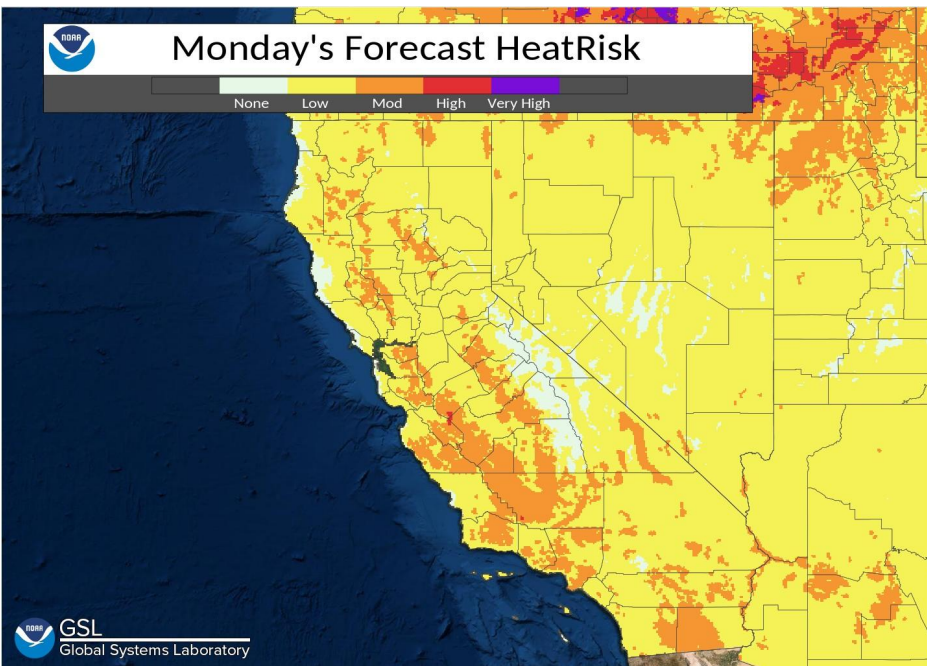 NOAA
Monday's Forecast HeatRisk
None Low Mod High Very High
NOAA
GSL
Global Systems Laboratory